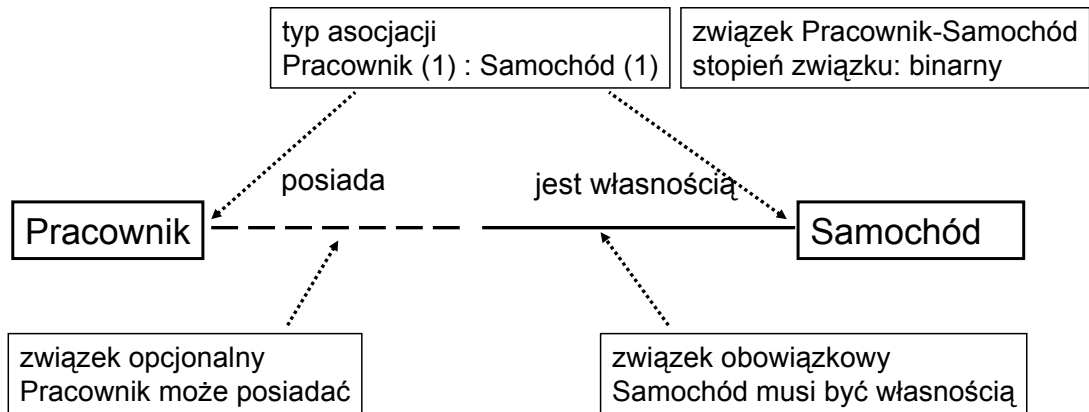 typ asocjacji
Pracownik (1) : Samochód (1)
związek Pracownik-Samochód
stopień związku: binarny
posiada
jest własnością
Pracownik
Samochód
związek opcjonalny
Pracownik może posiadać
związek obowiązkowy
Samochód musi być własnością